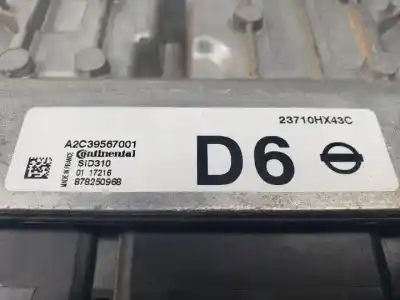 23710HX43C
A2C39567001
Continental
SID310
01 17216
878250968
MADE IN FRANCE
D6